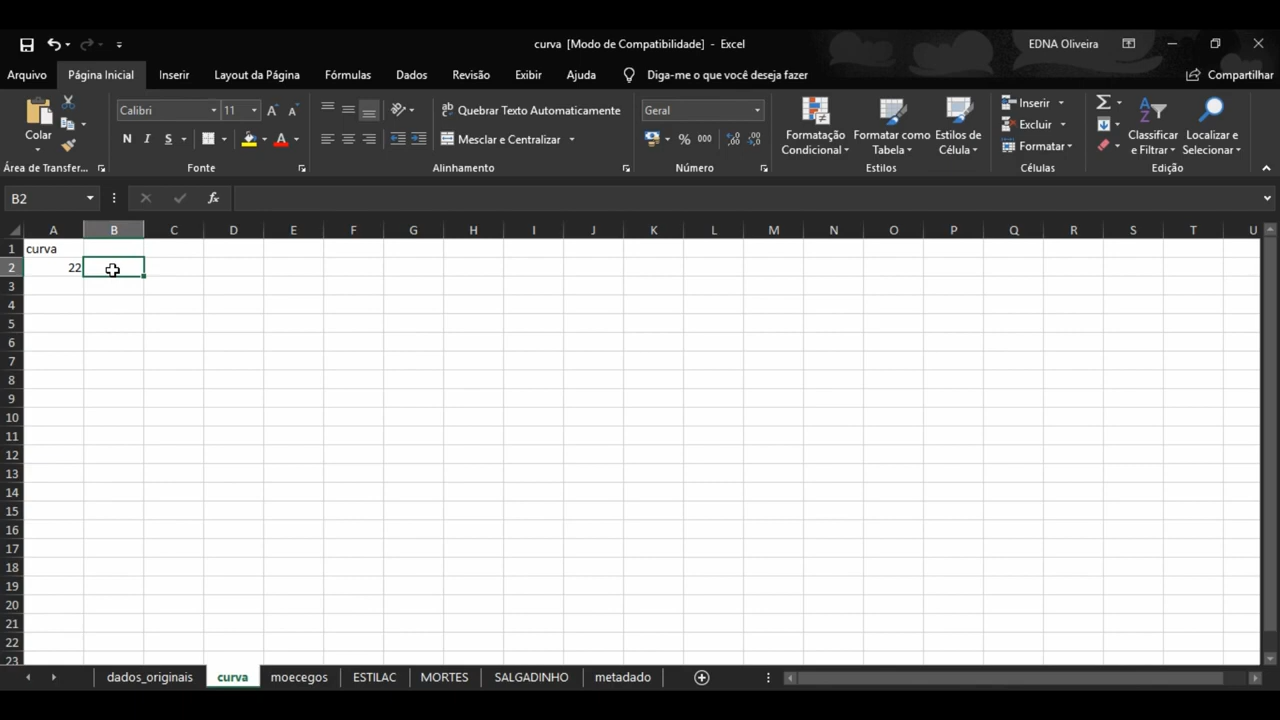 curva [Modo de Compatibilidade] - Excel
EDNA Oliveira
Arquivo
Página Inicial
Inserir
Layout da Página
Fórmulas
Dados
Revisão
Exibir
Ajuda
Diga-me o que você deseja fazer
Compartilhar
Colar
Calibri
11
Quebrar Texto Automaticamente
Geral
Formatação
Condicional
Formatar como
Tabela
Estilos de
Célula
Inserir
Excluir
Formatar
Classificar
e Filtrar
Localizar e
Selecionar
N I S
Mesclar e Centralizar
% 000
Área de Transfer...
Fonte
Alinhamento
Número
Estilos
Células
Edição
B2
fx
A B C D E F G H I J K L M N O P Q R S T U
1 curva
2 22
3
4
5
6
7
8
9
10
11
12
13
14
15
16
17
18
19
20
21
22
23
dados_originais curva moecegos ESTILAC MORTES SALGADINHO metadado